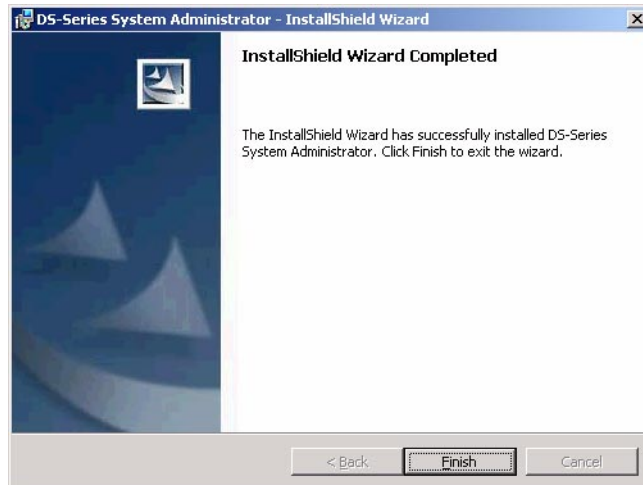 DS-Series System Administrator - InstallShield Wizard
InstallShield Wizard Completed
The InstallShield Wizard has successfully installed DS-Series
System Administrator. Click Finish to exit the wizard.
< Back
Finish
Cancel